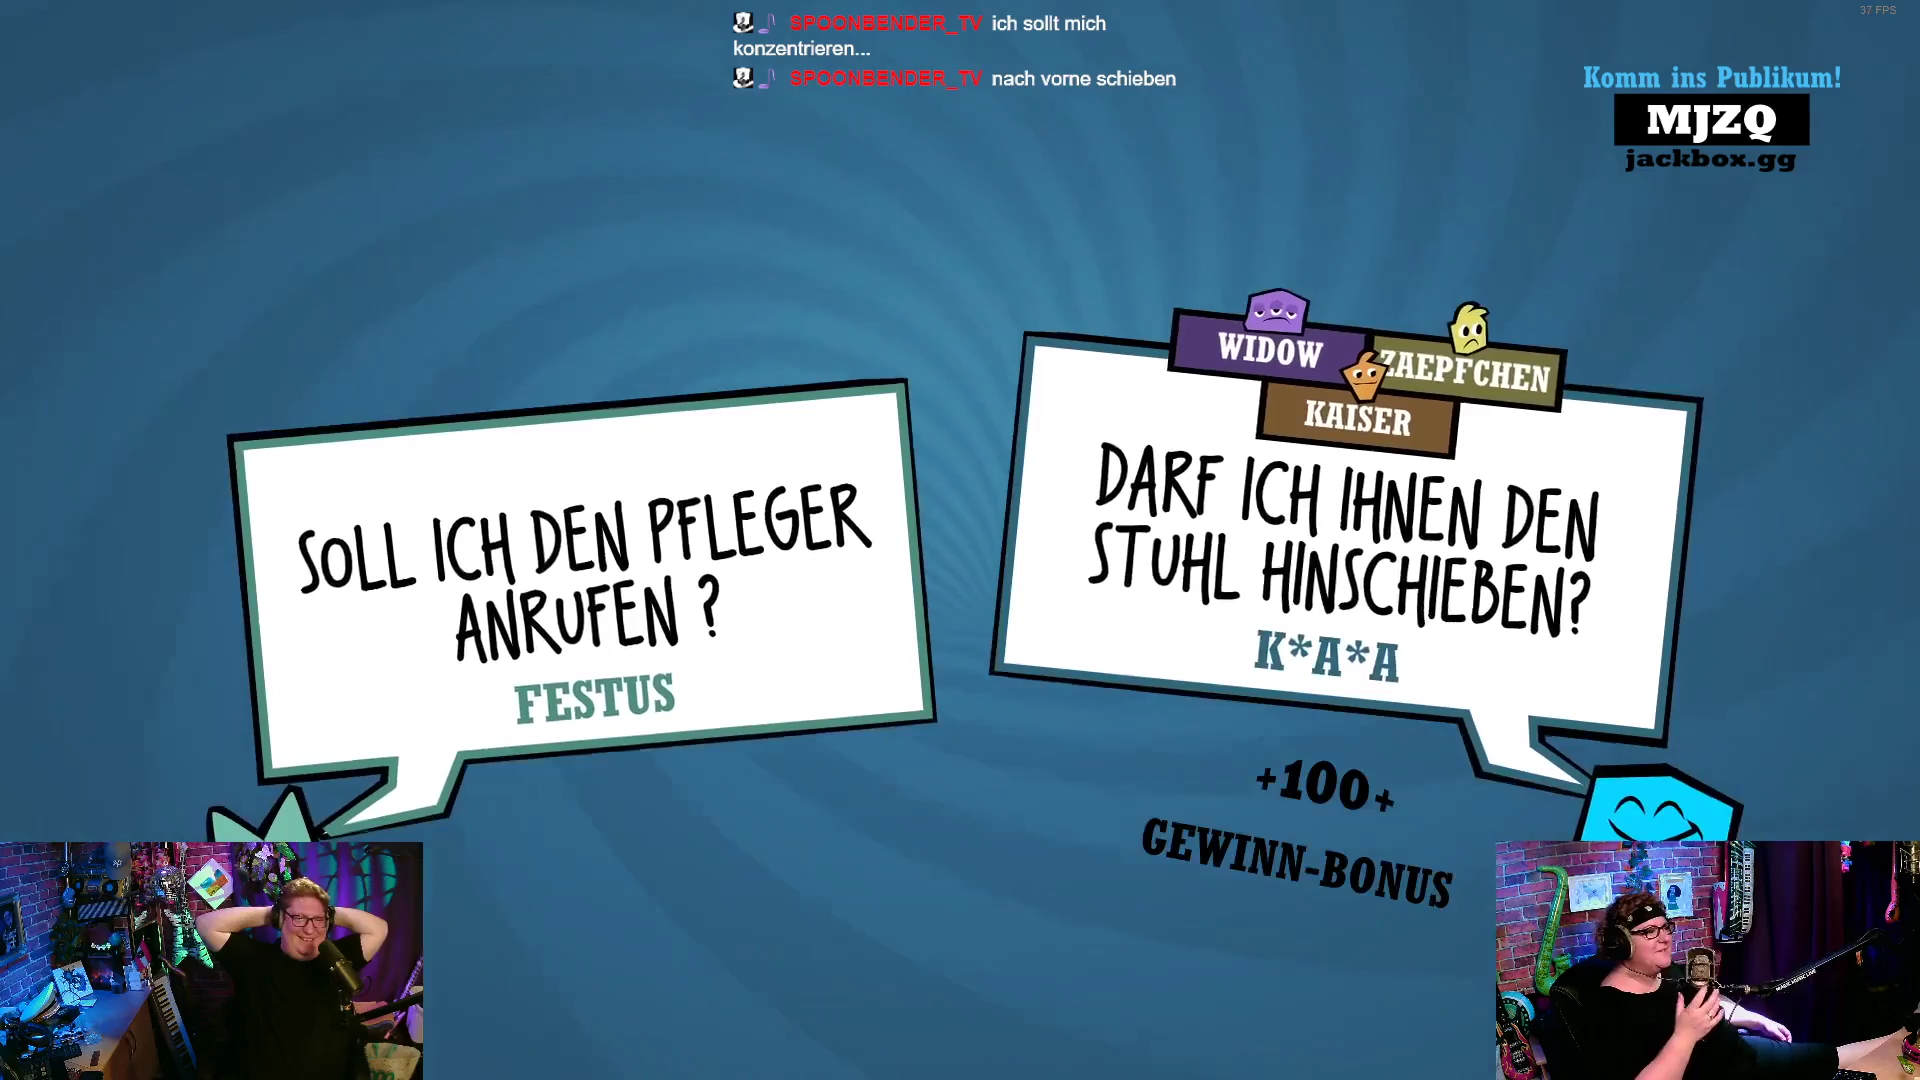 37 FPS
SPOONBENDER_TV ich sollt mich
konzentrieren...
SPOONBENDER_TV nach vorne schieben
Komm ins Publikum!
MJZQ
jackbox.gg
WIDOW
ZAEPFCHEN
KAISER
SOLL ICH DEN PFLEGER
ANRUFEN ?
FESTUS
DARF ICH IHNEN DEN
STUHL HINSCHIEBEN?
K*A*A
+100+
GEWINN-BONUS